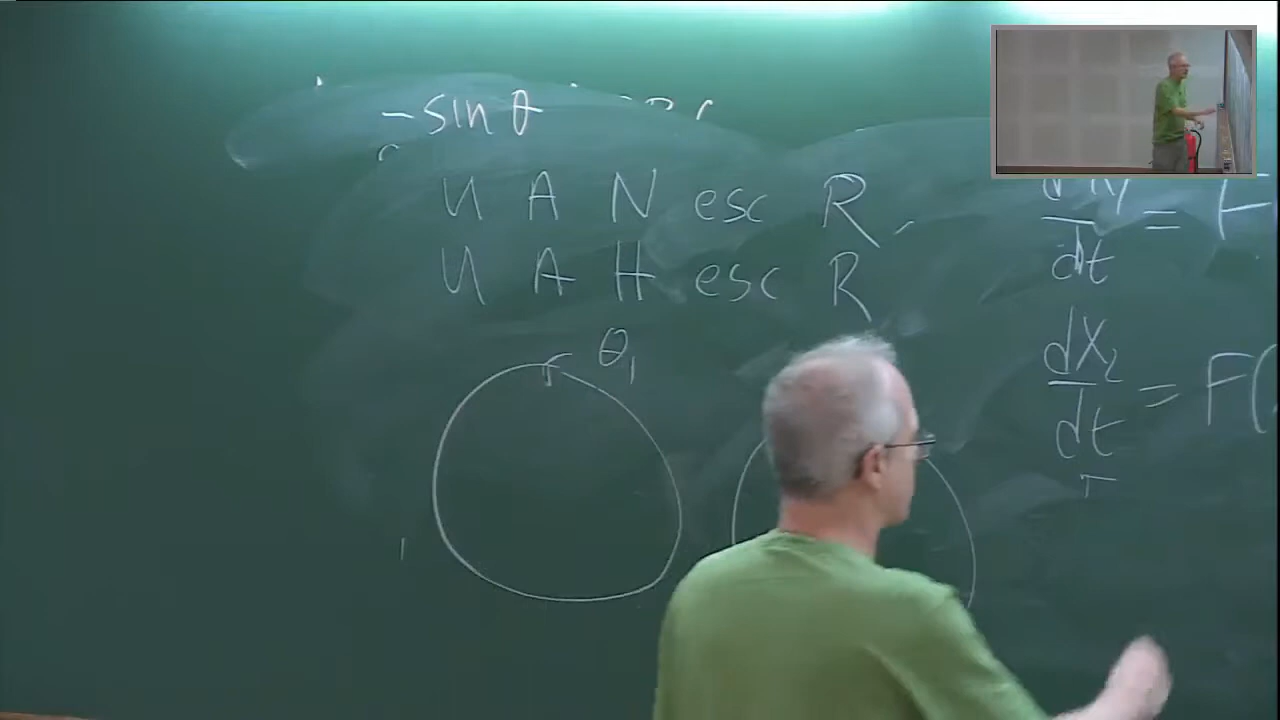 -sin θ
U A N esc R
U A H esc R
θ₁
dt =
dX₂
dt = F(